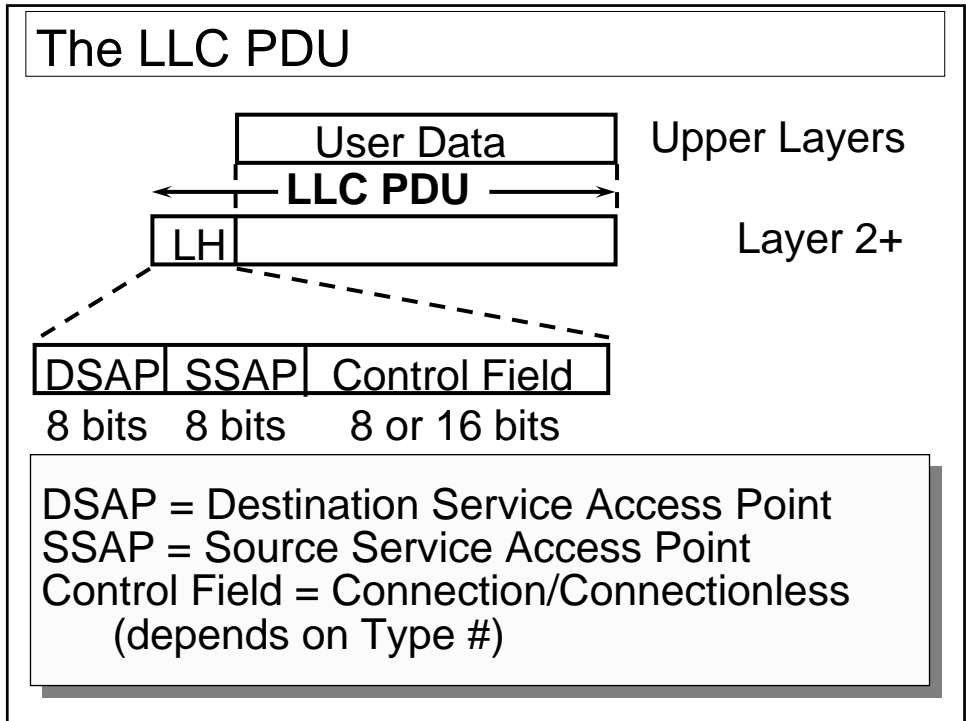 The LLC PDU
User Data Upper Layers
LLC PDU
LH Layer 2+
DSAP SSAP Control Field
8 bits 8 bits 8 or 16 bits
DSAP = Destination Service Access Point
SSAP = Source Service Access Point
Control Field = Connection/Connectionless
(depends on Type #)